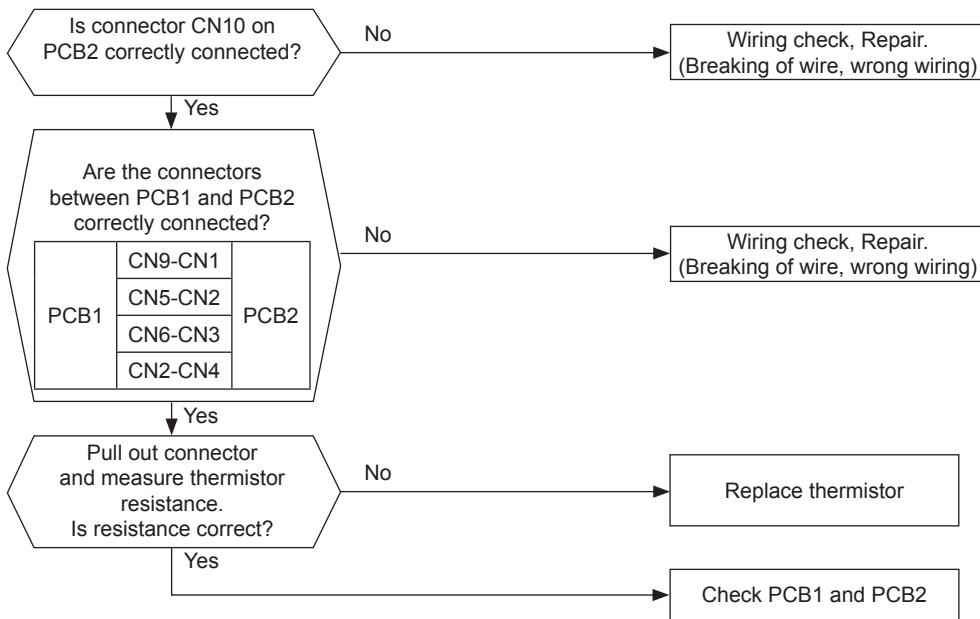 Is connector CN10 on
PCB2 correctly connected?
No
Wiring check, Repair.
(Breaking of wire, wrong wiring)
Yes
Are the connectors
between PCB1 and PCB2
correctly connected?
No
Wiring check, Repair.
(Breaking of wire, wrong wiring)
PCB1
CN9-CN1
CN5-CN2
CN6-CN3
CN2-CN4
PCB2
Yes
Pull out connector
and measure thermistor
resistance.
Is resistance correct?
No
Replace thermistor
Yes
Check PCB1 and PCB2